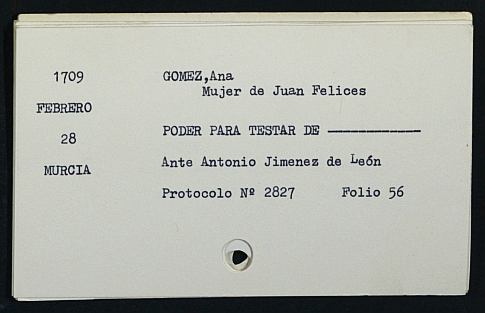 1709
GOMEZ,Ana
Mujer de Juan Felices
FEBRERO
28
PODER PARA TESTAR DE ————————————
MURCIA
Ante Antonio Jimenez de León
Protocolo Nº 2827 Folio 56